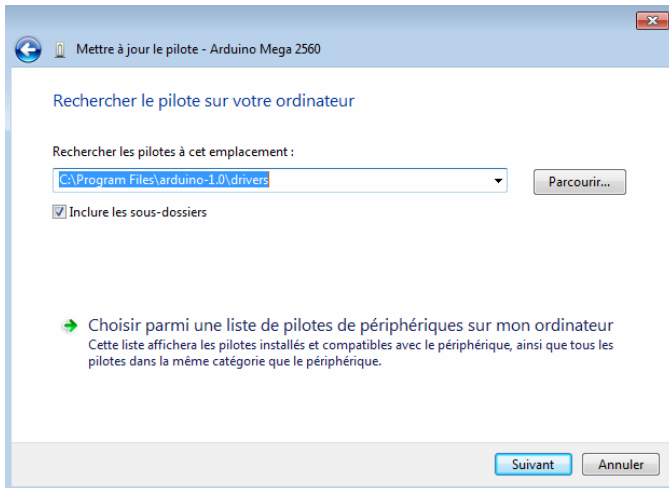 Mettre à jour le pilote - Arduino Mega 2560
Rechercher le pilote sur votre ordinateur
Rechercher les pilotes à cet emplacement :
C:\Program Files\arduino-1.0\drivers
Parcourir...
Inclure les sous-dossiers
Choisir parmi une liste de pilotes de périphériques sur mon ordinateur
Cette liste affichera les pilotes installés et compatibles avec le périphérique, ainsi que tous les
pilotes dans la même catégorie que le périphérique.
Suivant
Annuler